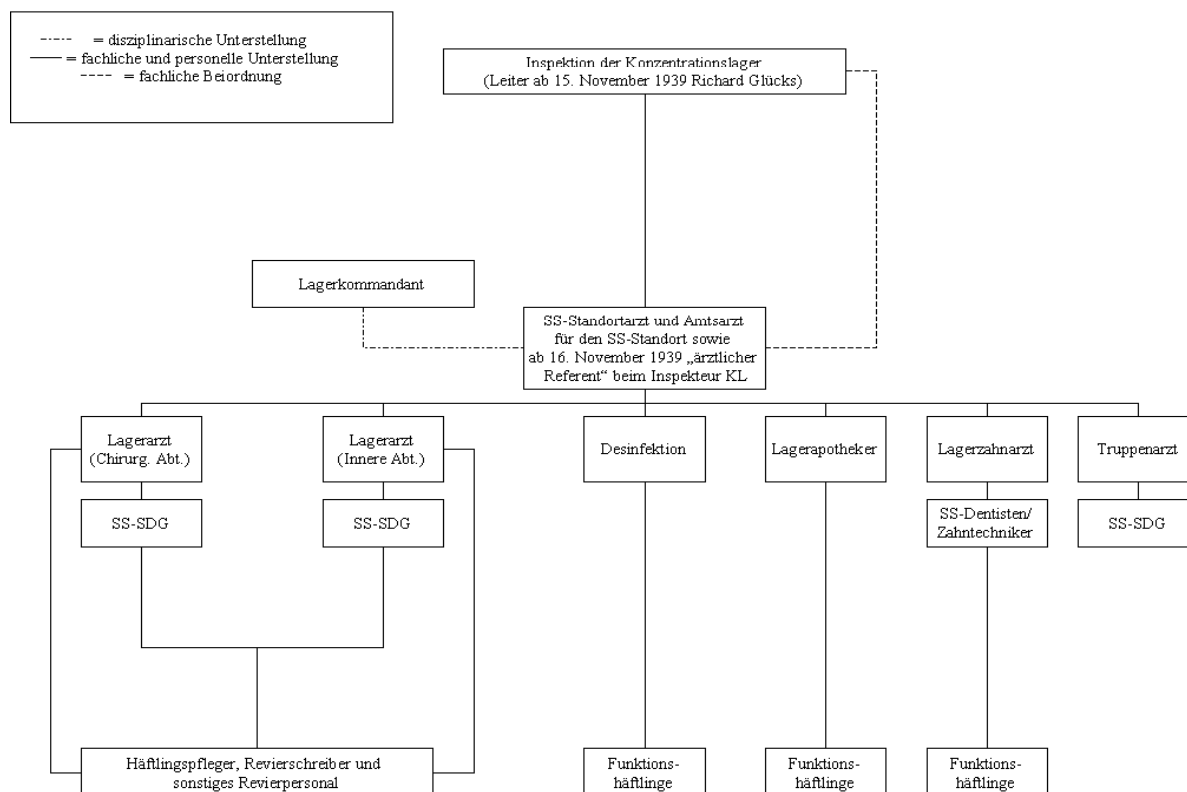 = disziplinarische Unterstellung
= fachliche und personelle Unterstellung
= fachliche Beiordnung
Inspektion der Konzentrationslager
(Leiter ab 15. November 1939 Richard Glücks)
Lagerkommandant
SS-Standortarzt und Amtsarzt
für den SS-Standort sowie
ab 16. November 1939 „ärztlicher
Referent“ beim Inspekteur KL
Lagerarzt
(Chirurg. Abt.)
Lagerarzt
(Innere Abt.)
Desinfektion
Lagerapotheker
Lagerzahnarzt
Truppenarzt
SS-SDG
SS-SDG
SS-Dentisten/
Zahntechniker
SS-SDG
Häftlingspfleger, Revierschreiber und
sonstiges Revierpersonal
Funktions-
häftlinge
Funktions-
häftlinge
Funktions-
häftlinge